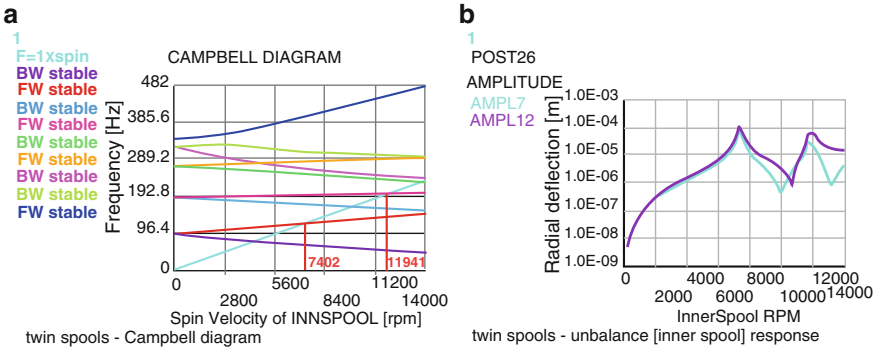 a
1
F=1xspin
BW stable
FW stable
BW stable
FW stable
BW stable
FW stable
BW stable
BW stable
FW stable
CAMPBELL DIAGRAM
Frequency [Hz]
482
385.6
289.2
192.8
96.4
0
7402
11941
0
5600
11200
2800
8400
14000
Spin Velocity of INNSPOOL [rpm]
twin spools - Campbell diagram
b
1
POST26
AMPLITUDE
AMPL7
AMPL12
Radial deflection [m]
1.0E-03
1.0E-04
1.0E-05
1.0E-06
1.0E-07
1.0E-08
1.0E-09
0
4000
8000
12000
2000
6000
10000
14000
InnerSpool RPM
twin spools - unbalance [inner spool] response